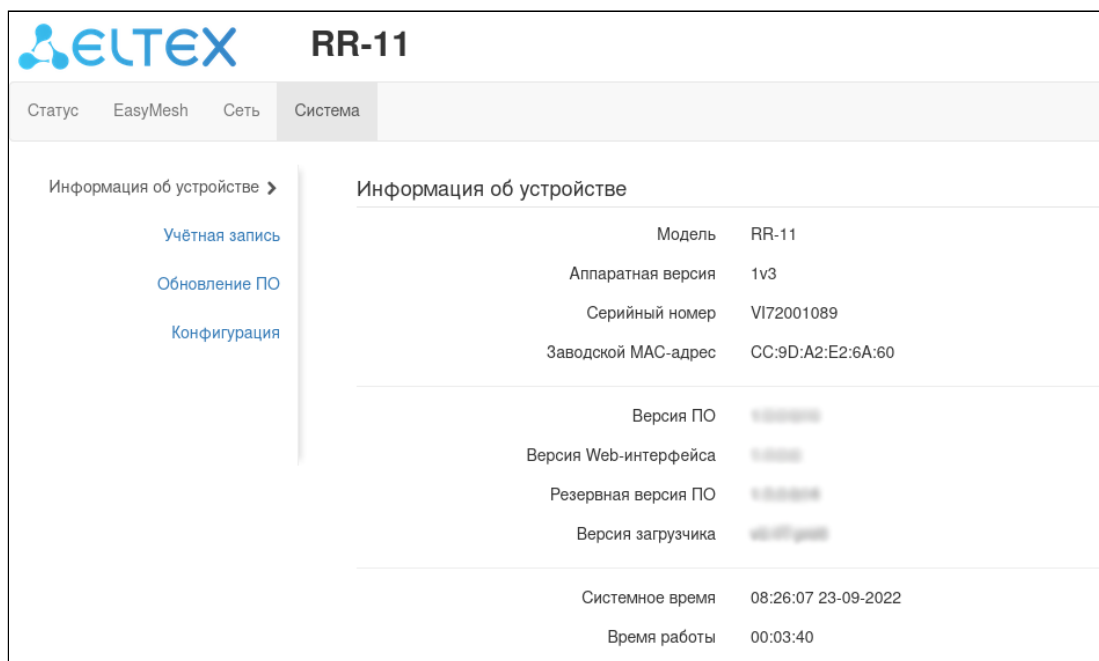 ELTEX RR-11
Статус EasyMesh Сеть Система
Информация об устройстве
Учётная запись
Обновление ПО
Конфигурация
Информация об устройстве
Модель RR-11
Аппаратная версия 1v3
Серийный номер VI72001089
Заводской MAC-адрес CC:9D:A2:E2:6A:60
Версия ПО
Версия Web-интерфейса
Резервная версия ПО
Версия загрузчика
Системное время 08:26:07 23-09-2022
Время работы 00:03:40